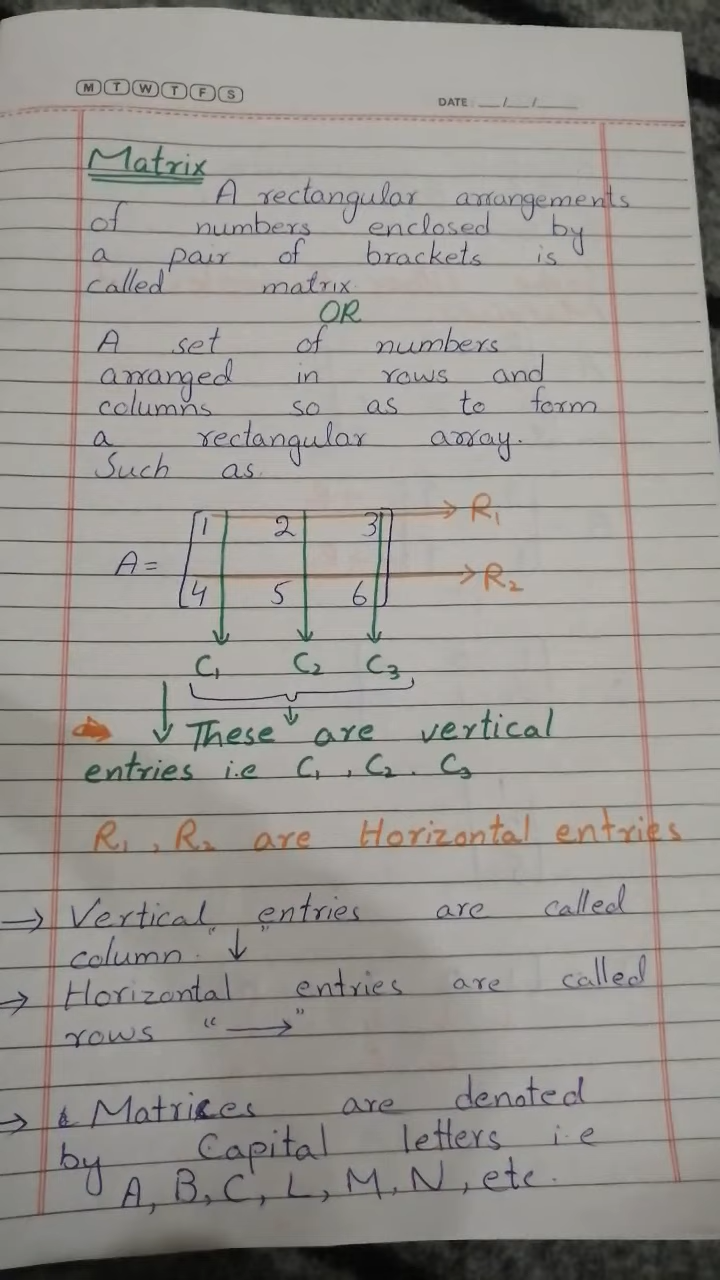 M T W T F S
DATE __/__/____
Matrix
A rectangular arrangements
of numbers enclosed by
a pair of brackets is
called matrix.
OR
A set of numbers
arranged in rows and
columns so as to form
a rectangular array.
Such as.
1 2 3 → R₁
A =
4 5 6 → R₂
C₁ C₂ C₃
↓ These are vertical
entries i.e C₁, C₂. C₃
R₁, R₂ are Horizontal entries
→ Vertical entries are called
column. "↓"
→ Horizontal entries are called
rows "→"
→ Matrices are denoted
by Capital letters i.e
A, B, C, L, M, N, etc.